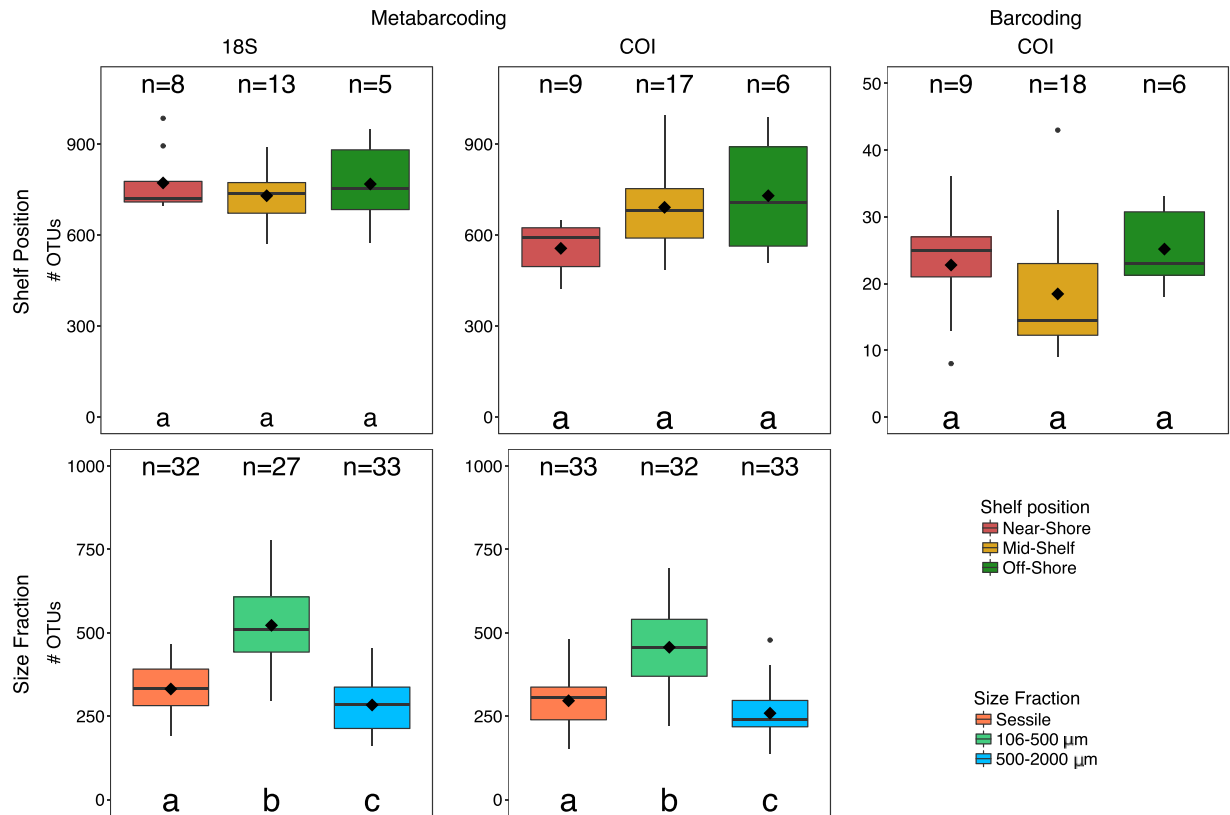 Metabarcoding Barcoding
18S COI COI
Shelf Position
# OTUs
n=8 n=13 n=5
900
600
300
0
a a a
n=9 n=17 n=6
900
600
300
0
a a a
n=9 n=18 n=6
50
40
30
20
10
0
a a a
Size Fraction
# OTUs
n=32 n=27 n=33
1000
750
500
250
0
a b c
n=33 n=32 n=33
1000
750
500
250
0
a b c
Shelf position
Near-Shore
Mid-Shelf
Off-Shore
Size Fraction
Sessile
106-500 µm
500-2000 µm